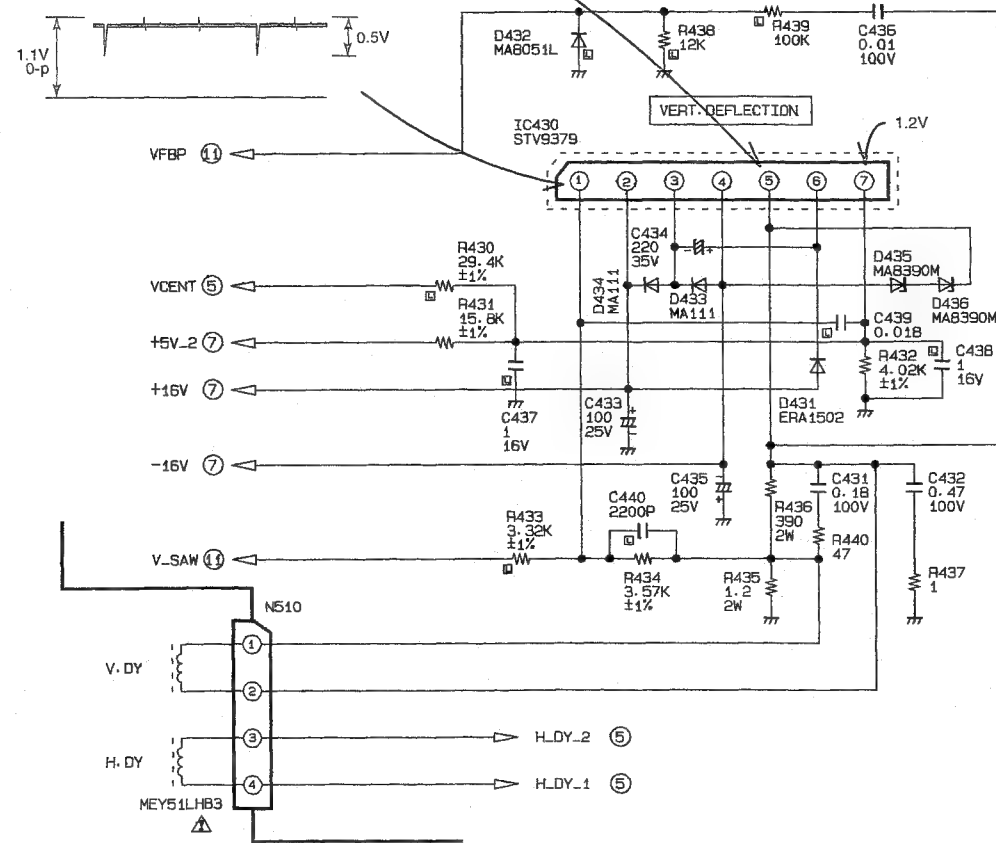 1.1V
0-p
0.5V
D432
MA8051L
L
R438
12K
L
L
R439
100K
C436
0.01
100V
VERT.DEFLECTION
IC430
STV9379
1.2V
VFBP 11
1 2 3 4 5 6 7
C434
220
35V
- +
R430
29.4K
±1%
VCENT 5
L
D434
MA111
D433
MA111
D435
MA8390M
D436
MA8390M
R431
15.8K
±1%
+5V_2 7
C439
0.018
L
R432
4.02K
±1%
L
C438
1
16V
+16V 7
L
C437
1
16V
C433
100
25V
+
-
D431
ERA1502
-16V 7
C435
100
25V
-
+
R436
390
2W
C431
0.18
100V
C432
0.47
100V
R440
47
C440
2200P
L
R433
3.32K
±1%
L
V_SAW 11
R434
3.57K
±1%
R435
1.2
2W
R437
1
N510
V.DY
1
2
H.DY
3
4
H_DY_2 5
H_DY_1 5
MEY51LHB3
!